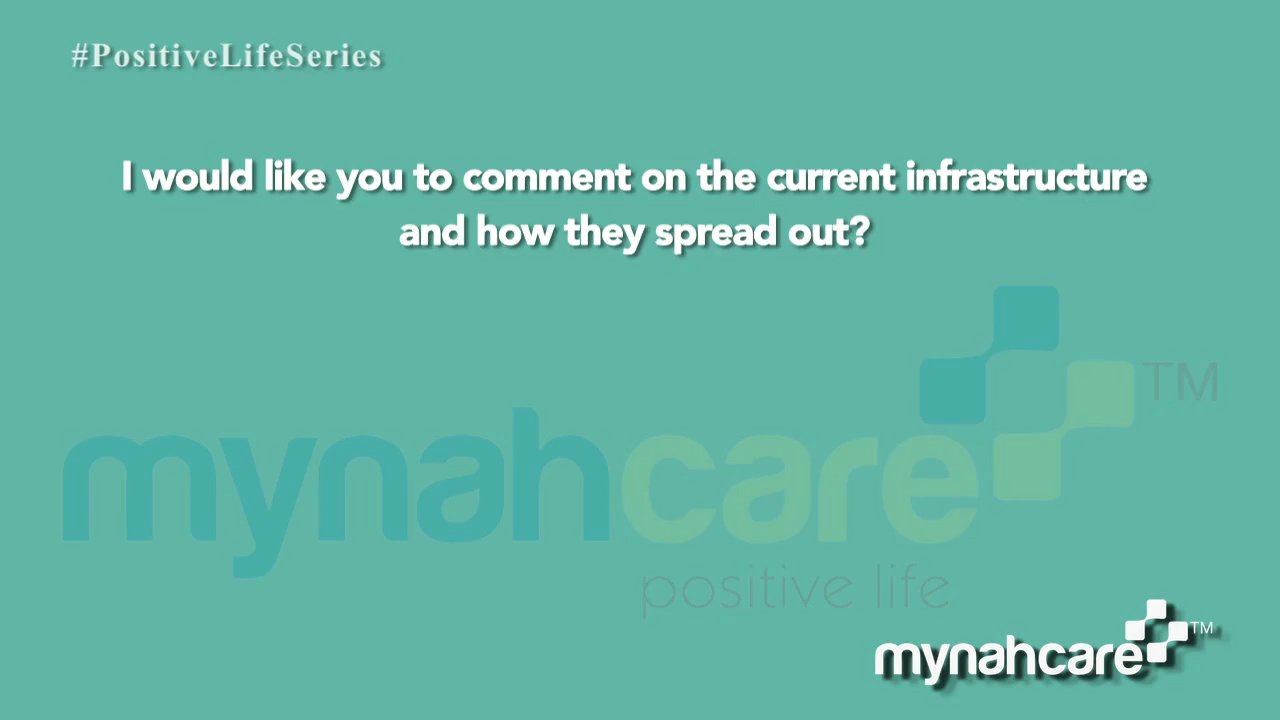 #PositiveLifeSeries
I would like you to comment on the current infrastructure
and how they spread out?
mynahcare TM
positive life
mynahcare TM